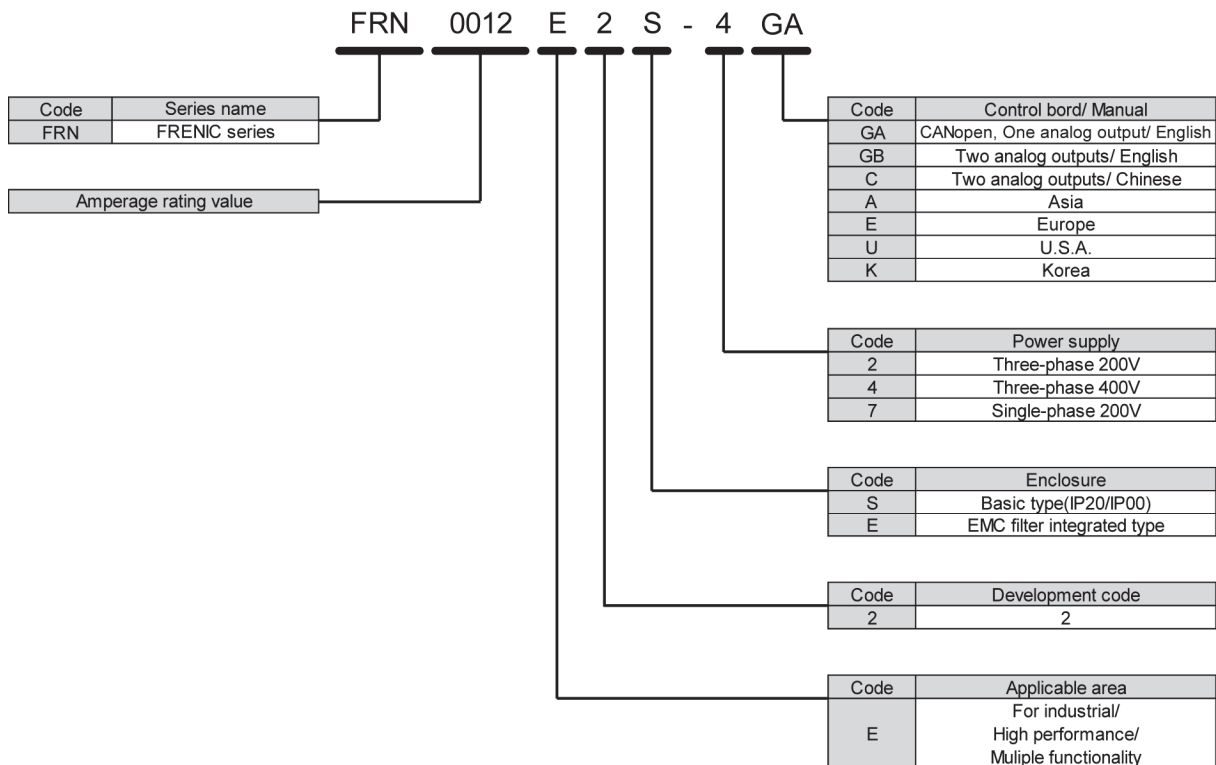 FRN 0012 E 2 S - 4 GA
Code Series name
FRN FRENIC series
Amperage rating value
Code Control bord/ Manual
GA CANopen, One analog output/ English
GB Two analog outputs/ English
C Two analog outputs/ Chinese
A Asia
E Europe
U U.S.A.
K Korea
Code Power supply
2 Three-phase 200V
4 Three-phase 400V
7 Single-phase 200V
Code Enclosure
S Basic type(IP20/IP00)
E EMC filter integrated type
Code Development code
2 2
Code Applicable area
For industrial/
E High performance/
Muliple functionality